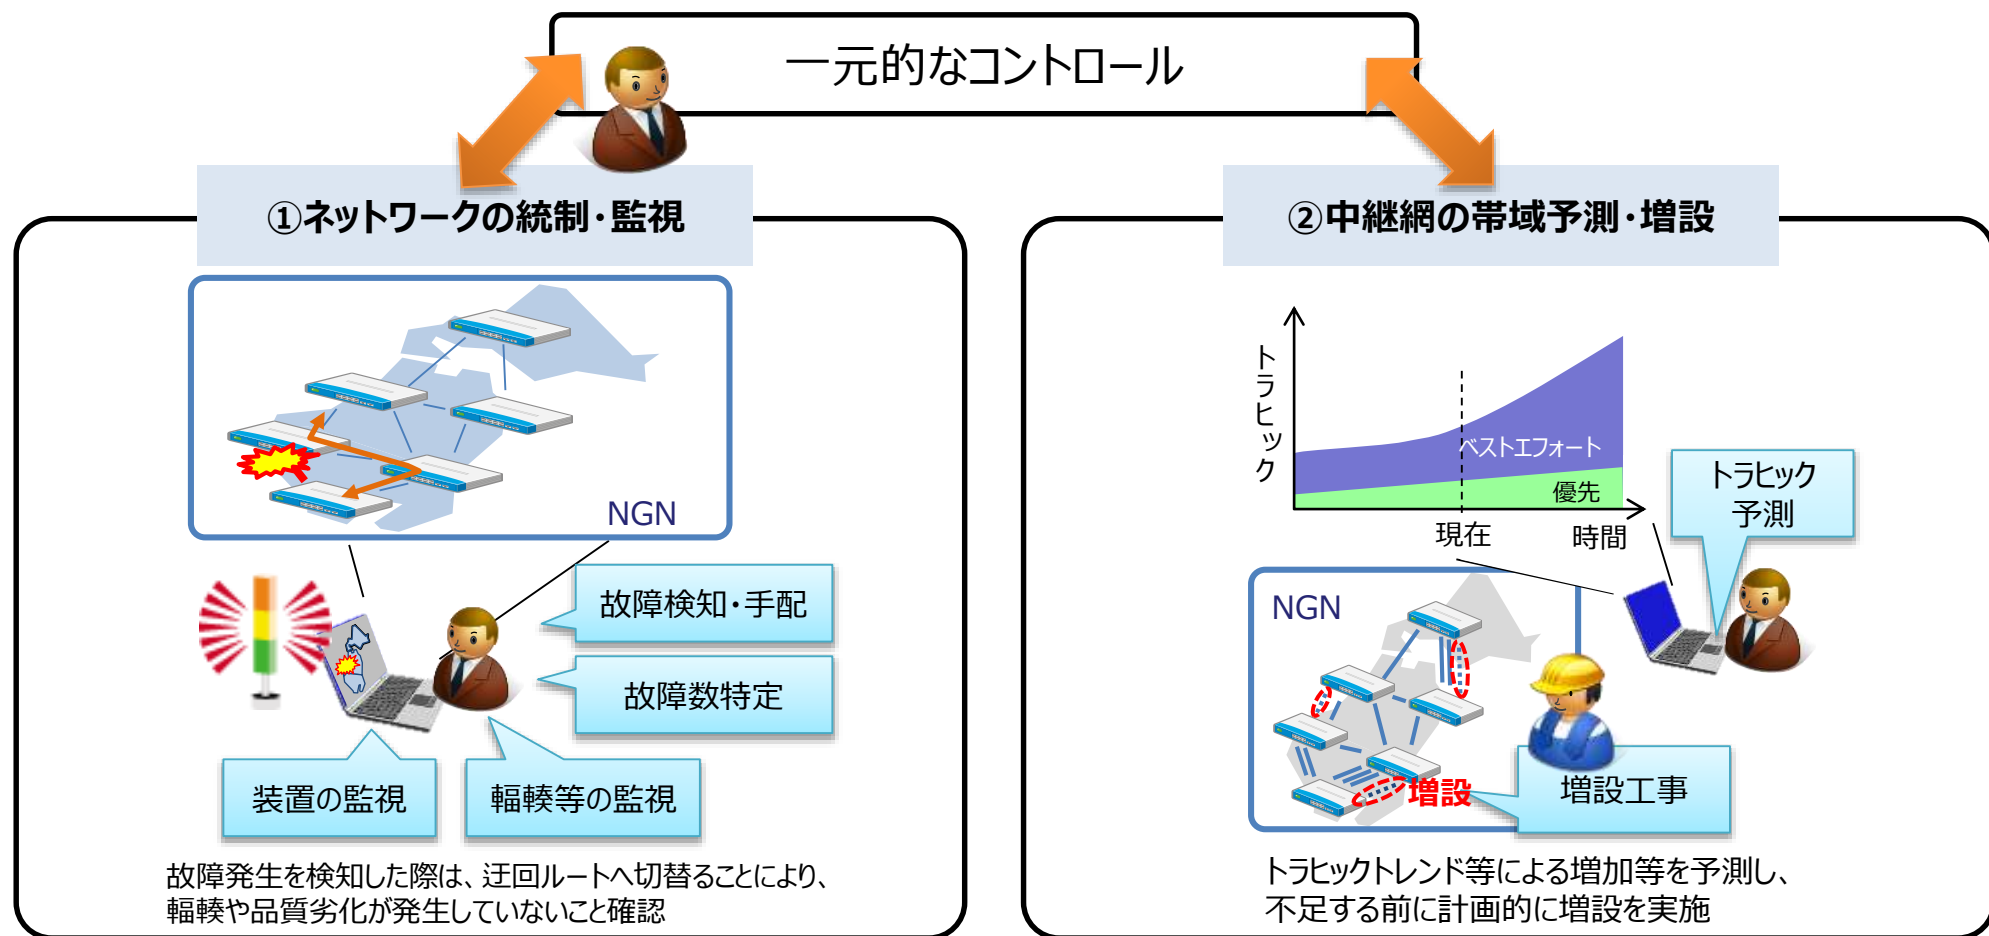 一元的なコントロール
①ネットワークの統制・監視
NGN
故障検知・手配
故障数特定
装置の監視
輻輳等の監視
故障発生を検知した際は、迂回ルートへ切替ることにより、
輻輳や品質劣化が発生していないこと確認
②中継網の帯域予測・増設
トラヒック
ベストエフォート
優先
現在
時間
トラヒック
予測
NGN
増設
増設工事
トラヒックトレンド等による増加等を予測し、
不足する前に計画的に増設を実施